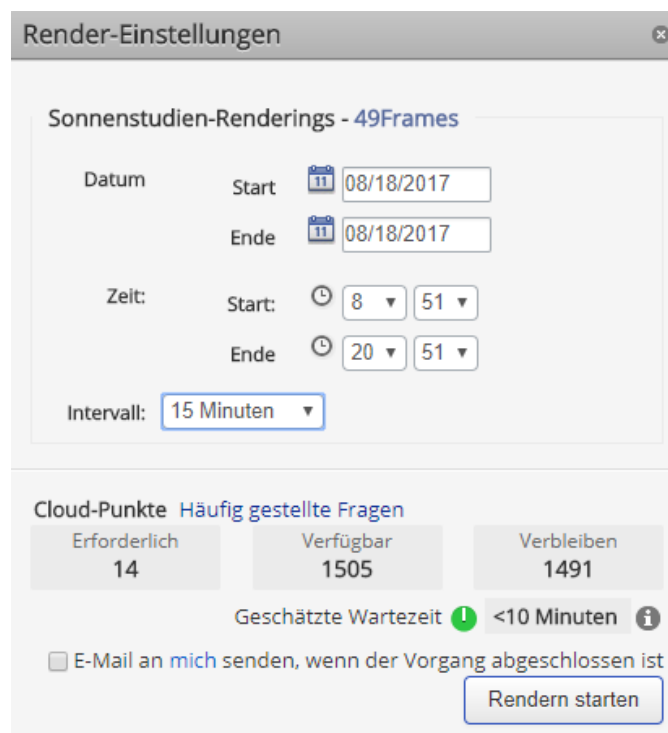 Render-Einstellungen
Sonnenstudien-Renderings - 49Frames
Datum Start 11 08/18/2017
Ende 11 08/18/2017
Zeit: Start: 8 51
Ende 20 51
Intervall: 15 Minuten
Cloud-Punkte Häufig gestellte Fragen
Erforderlich Verfügbar Verbleiben
14 1505 1491
Geschätzte Wartezeit <10 Minuten
E-Mail an mich senden, wenn der Vorgang abgeschlossen ist
Rendern starten